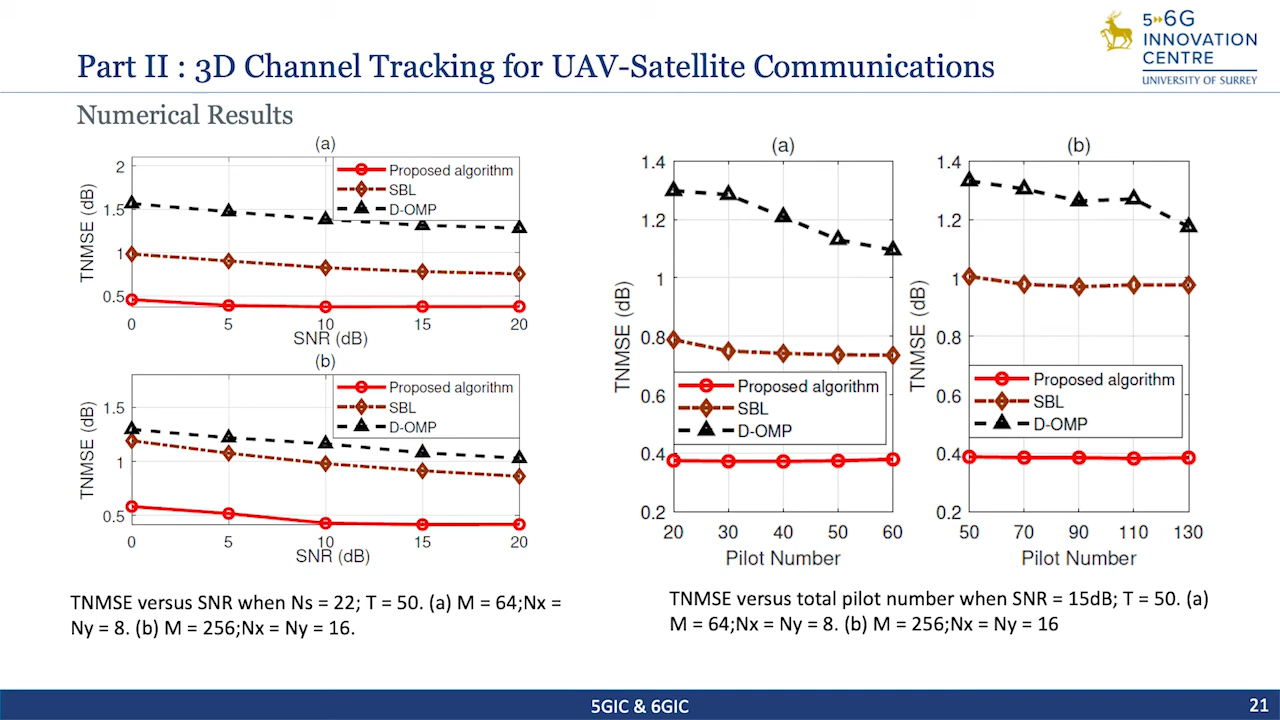 Part II : 3D Channel Tracking for UAV-Satellite Communications
5 6G
INNOVATION
CENTRE
UNIVERSITY OF SURREY
Numerical Results
(a)
2
1.5
1
0.5
TNMSE (dB)
Proposed algorithm
SBL
D-OMP
0 5 10 15 20
SNR (dB)
(b)
1.5
1
0.5
TNMSE (dB)
Proposed algorithm
SBL
D-OMP
0 5 10 15 20
SNR (dB)
TNMSE versus SNR when Ns = 22; T = 50. (a) M = 64;Nx =
Ny = 8. (b) M = 256;Nx = Ny = 16.
(a)
1.4
1.2
1
0.8
0.6
0.4
0.2
TNMSE (dB)
Proposed algorithm
SBL
D-OMP
20 30 40 50 60
Pilot Number
(b)
1.4
1.2
1
0.8
0.6
0.4
0.2
TNMSE (dB)
Proposed algorithm
SBL
D-OMP
50 70 90 110 130
Pilot Number
TNMSE versus total pilot number when SNR = 15dB; T = 50. (a)
M = 64;Nx = Ny = 8. (b) M = 256;Nx = Ny = 16
5GIC & 6GIC
21